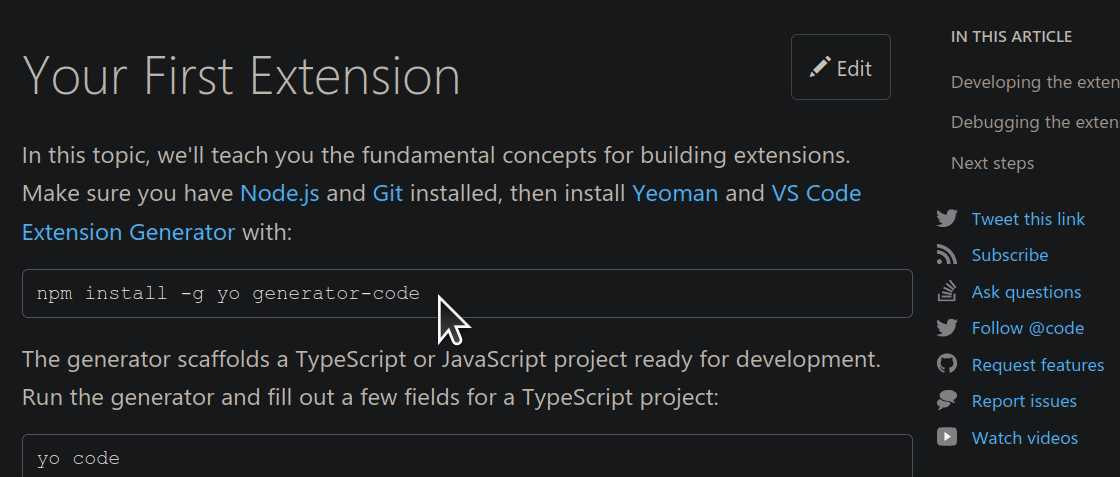 Your First Extension
Edit
In this topic, we'll teach you the fundamental concepts for building extensions.
Make sure you have Node.js and Git installed, then install Yeoman and VS Code
Extension Generator with:
npm install -g yo generator-code
The generator scaffolds a TypeScript or JavaScript project ready for development.
Run the generator and fill out a few fields for a TypeScript project:
yo code
IN THIS ARTICLE
Developing the exten
Debugging the exten
Next steps
Tweet this link
Subscribe
Ask questions
Follow @code
Request features
Report issues
Watch videos